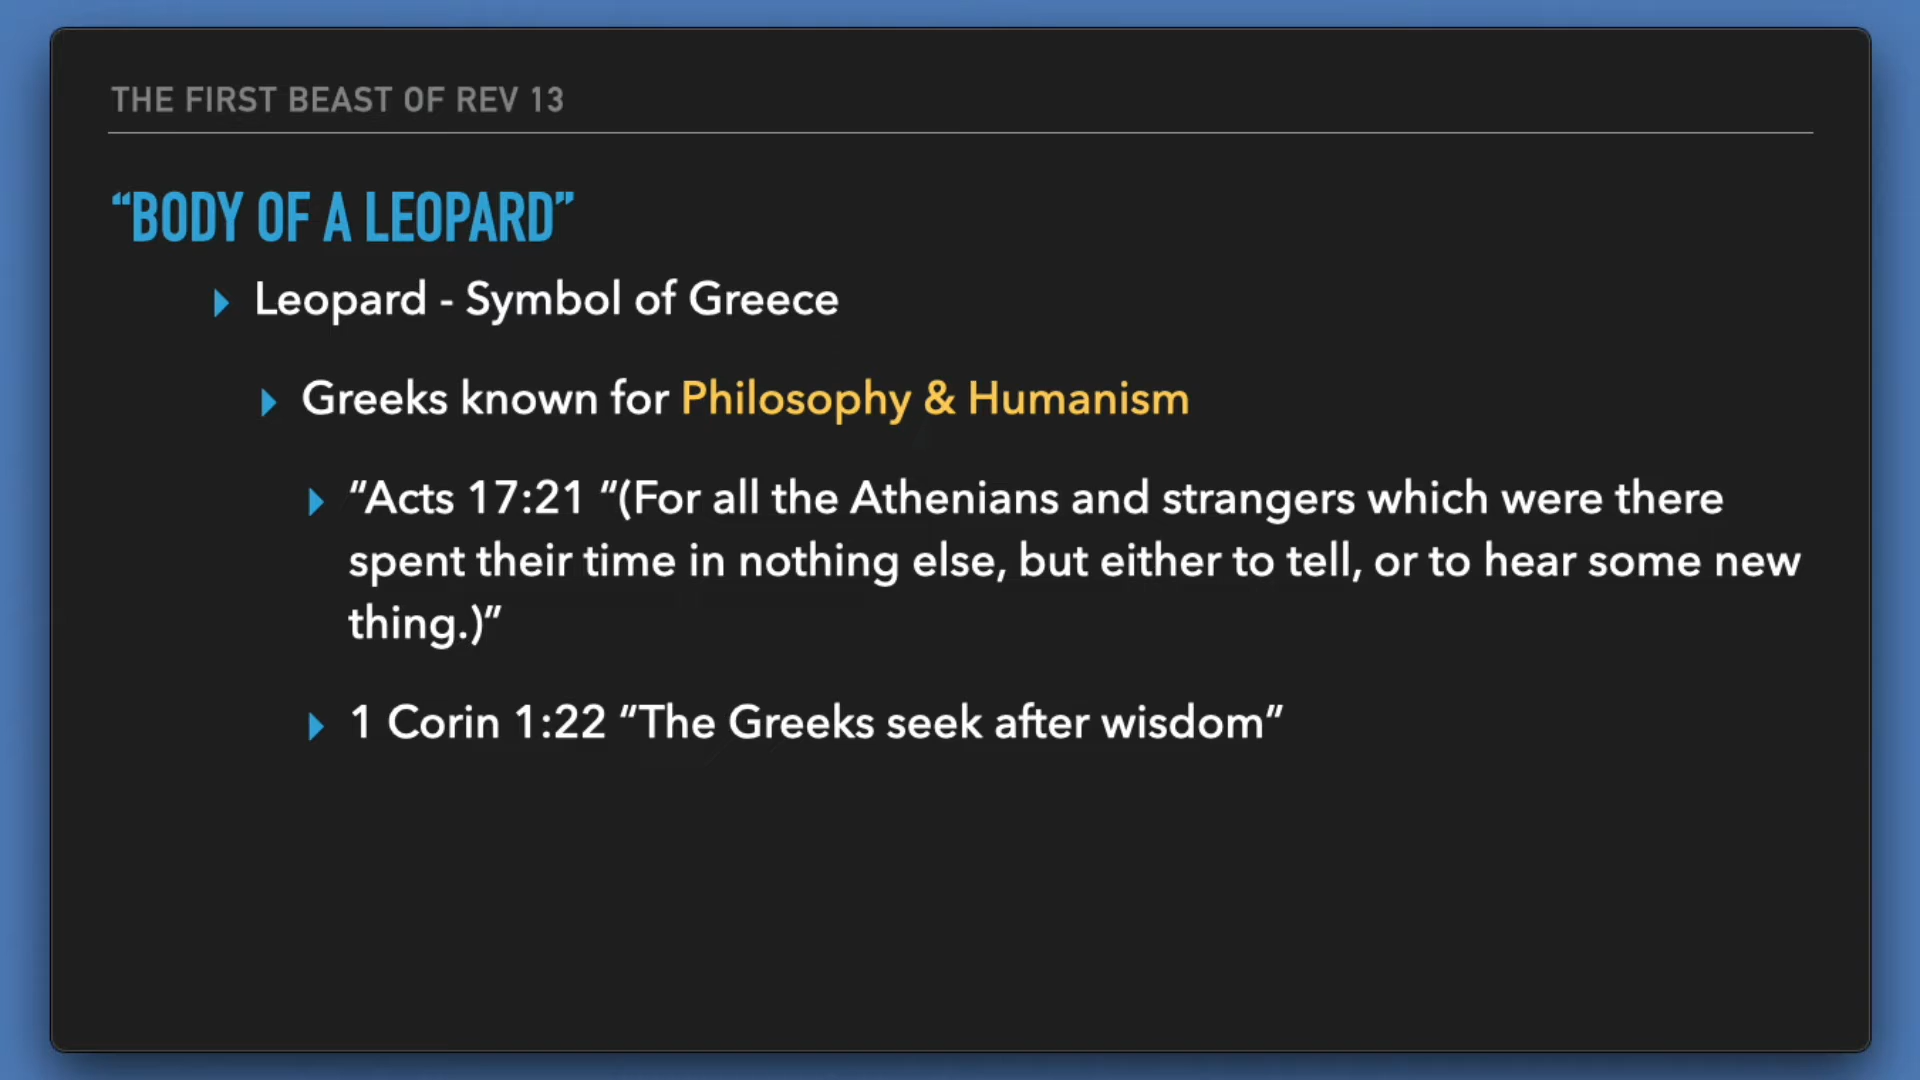 THE FIRST BEAST OF REV 13
“BODY OF A LEOPARD”
Leopard - Symbol of Greece
Greeks known for Philosophy & Humanism
“Acts 17:21 “(For all the Athenians and strangers which were there
spent their time in nothing else, but either to tell, or to hear some new
thing.)”
1 Corin 1:22 “The Greeks seek after wisdom”